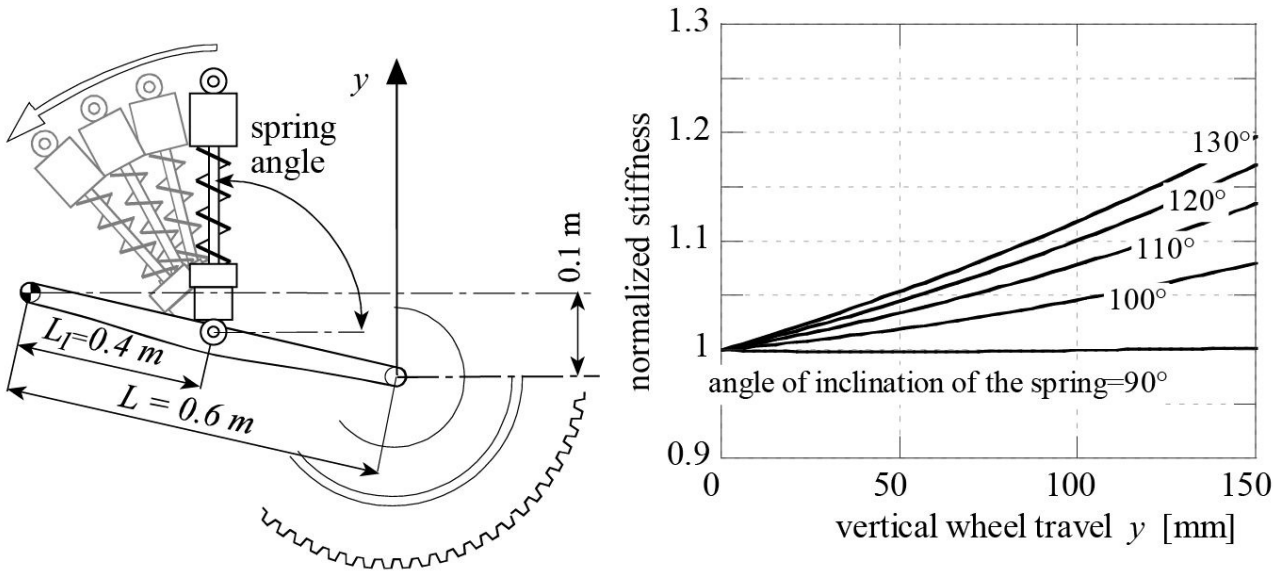 y
spring
angle
0.1 m
L1=0.4 m
L = 0.6 m
normalized stiffness
1.3
1.2
1.1
1
0.9
130°
120°
110°
100°
angle of inclination of the spring=90°
0
50
100
150
vertical wheel travel y [mm]